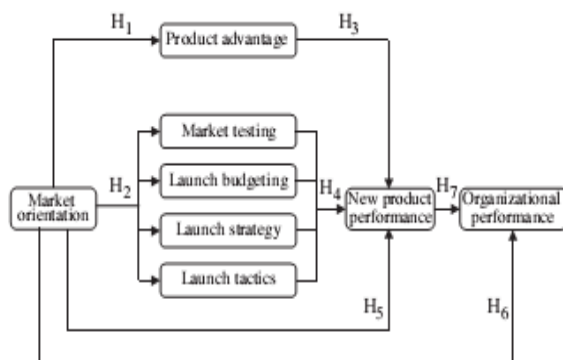 H1
H3
Product advantage
Market testing
H2
Launch budgeting
H4
H7
Market
orientation
New product
performance
Organizational
performance
Launch strategy
Launch tactics
H5
H6